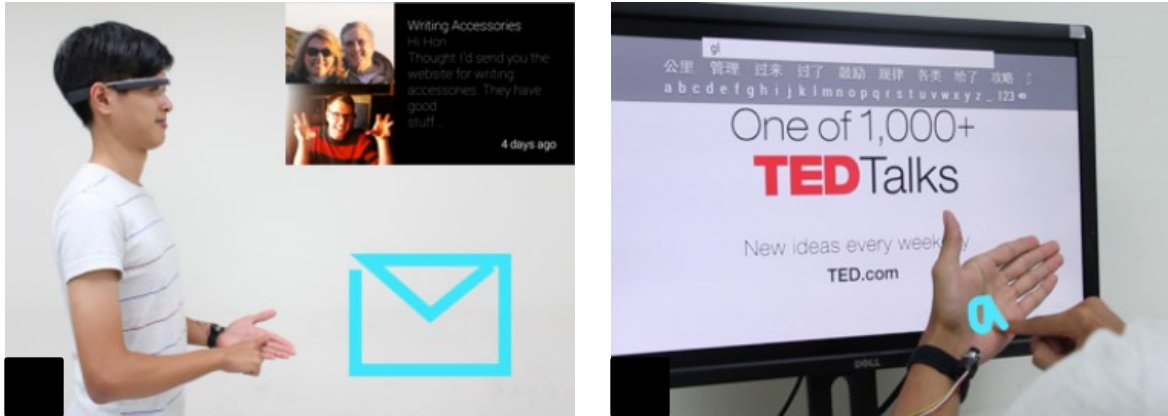 Writing Accessories
Hi Hon
Thought I'd send you the
website for writing
accessories. They have
good
stuff...
4 days ago
gl
公里 管理 过来 过了 鼓励 规律 各类 给了 攻略
a b c d e f g h i j k l m n o p q r s t u v w x y z _ 123
One of 1,000+
TEDTalks
New ideas every weekday
TED.com
a
DELL